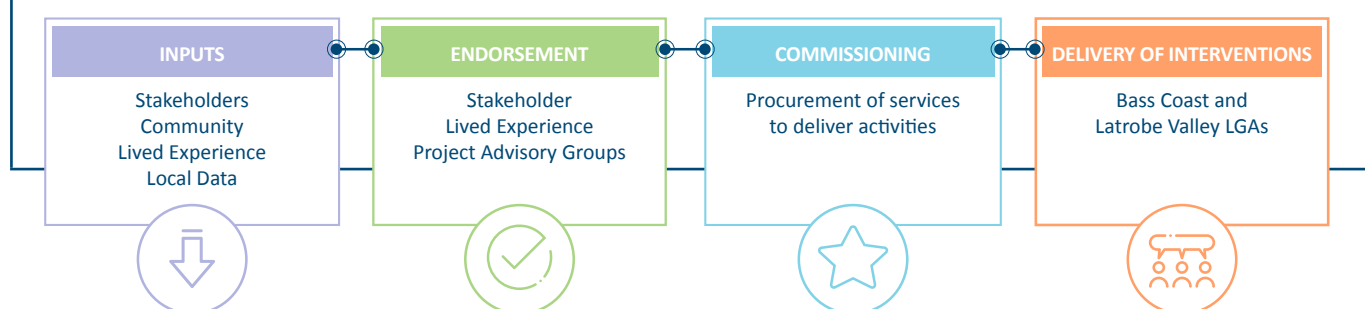 INPUTS
Stakeholders
Community
Lived Experience
Local Data
ENDORSEMENT
Stakeholder
Lived Experience
Project Advisory Groups
COMMISSIONING
Procurement of services
to deliver activities
DELIVERY OF INTERVENTIONS
Bass Coast and
Latrobe Valley LGAs